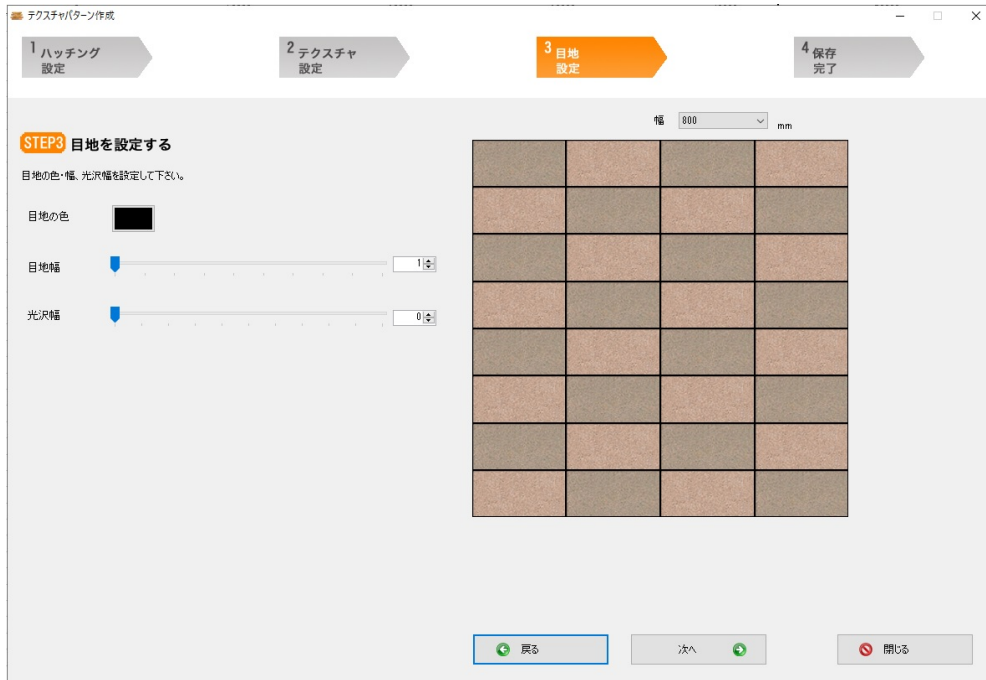 テクスチャパターン作成
1 ハッチング
設定
2 テクスチャ
設定
3 目地
設定
4 保存
完了
幅 800 mm
STEP3 目地を設定する
目地の色・幅、光沢幅を設定して下さい。
目地の色
目地幅 1
光沢幅 0
戻る
次へ
閉じる